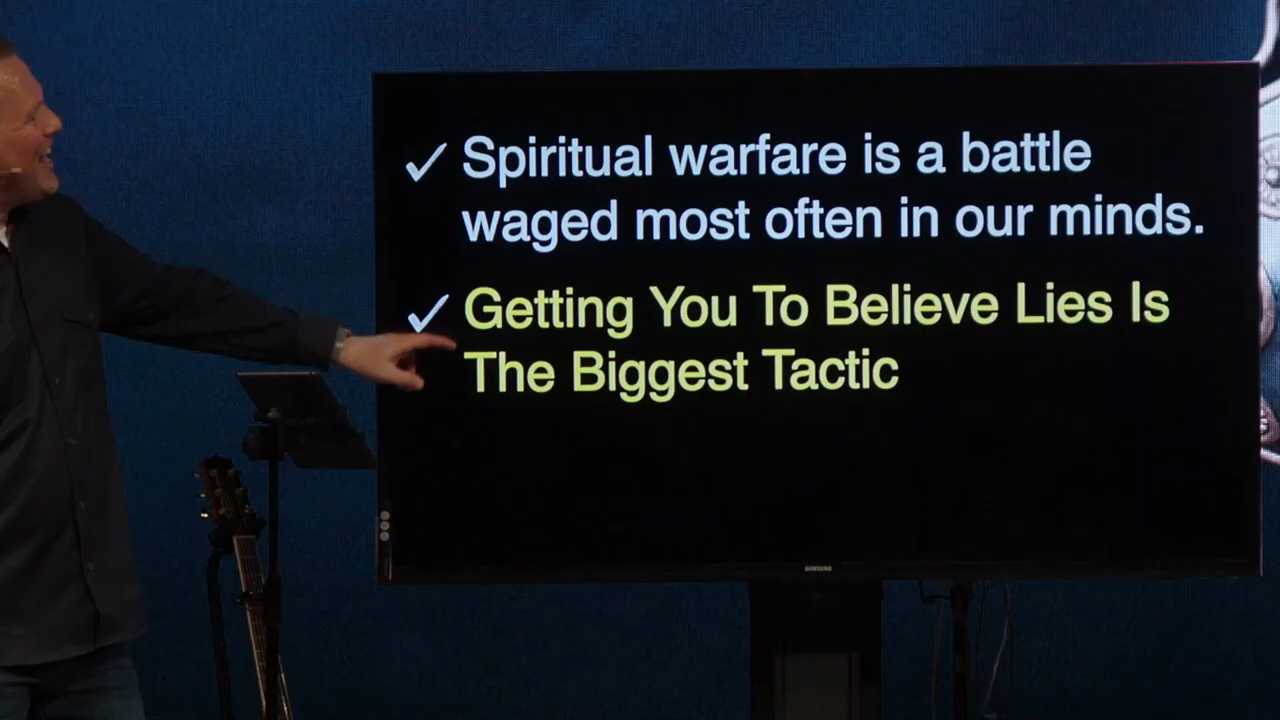 ✓ Spiritual warfare is a battle
waged most often in our minds.
✓ Getting You To Believe Lies Is
The Biggest Tactic
SAMSUNG